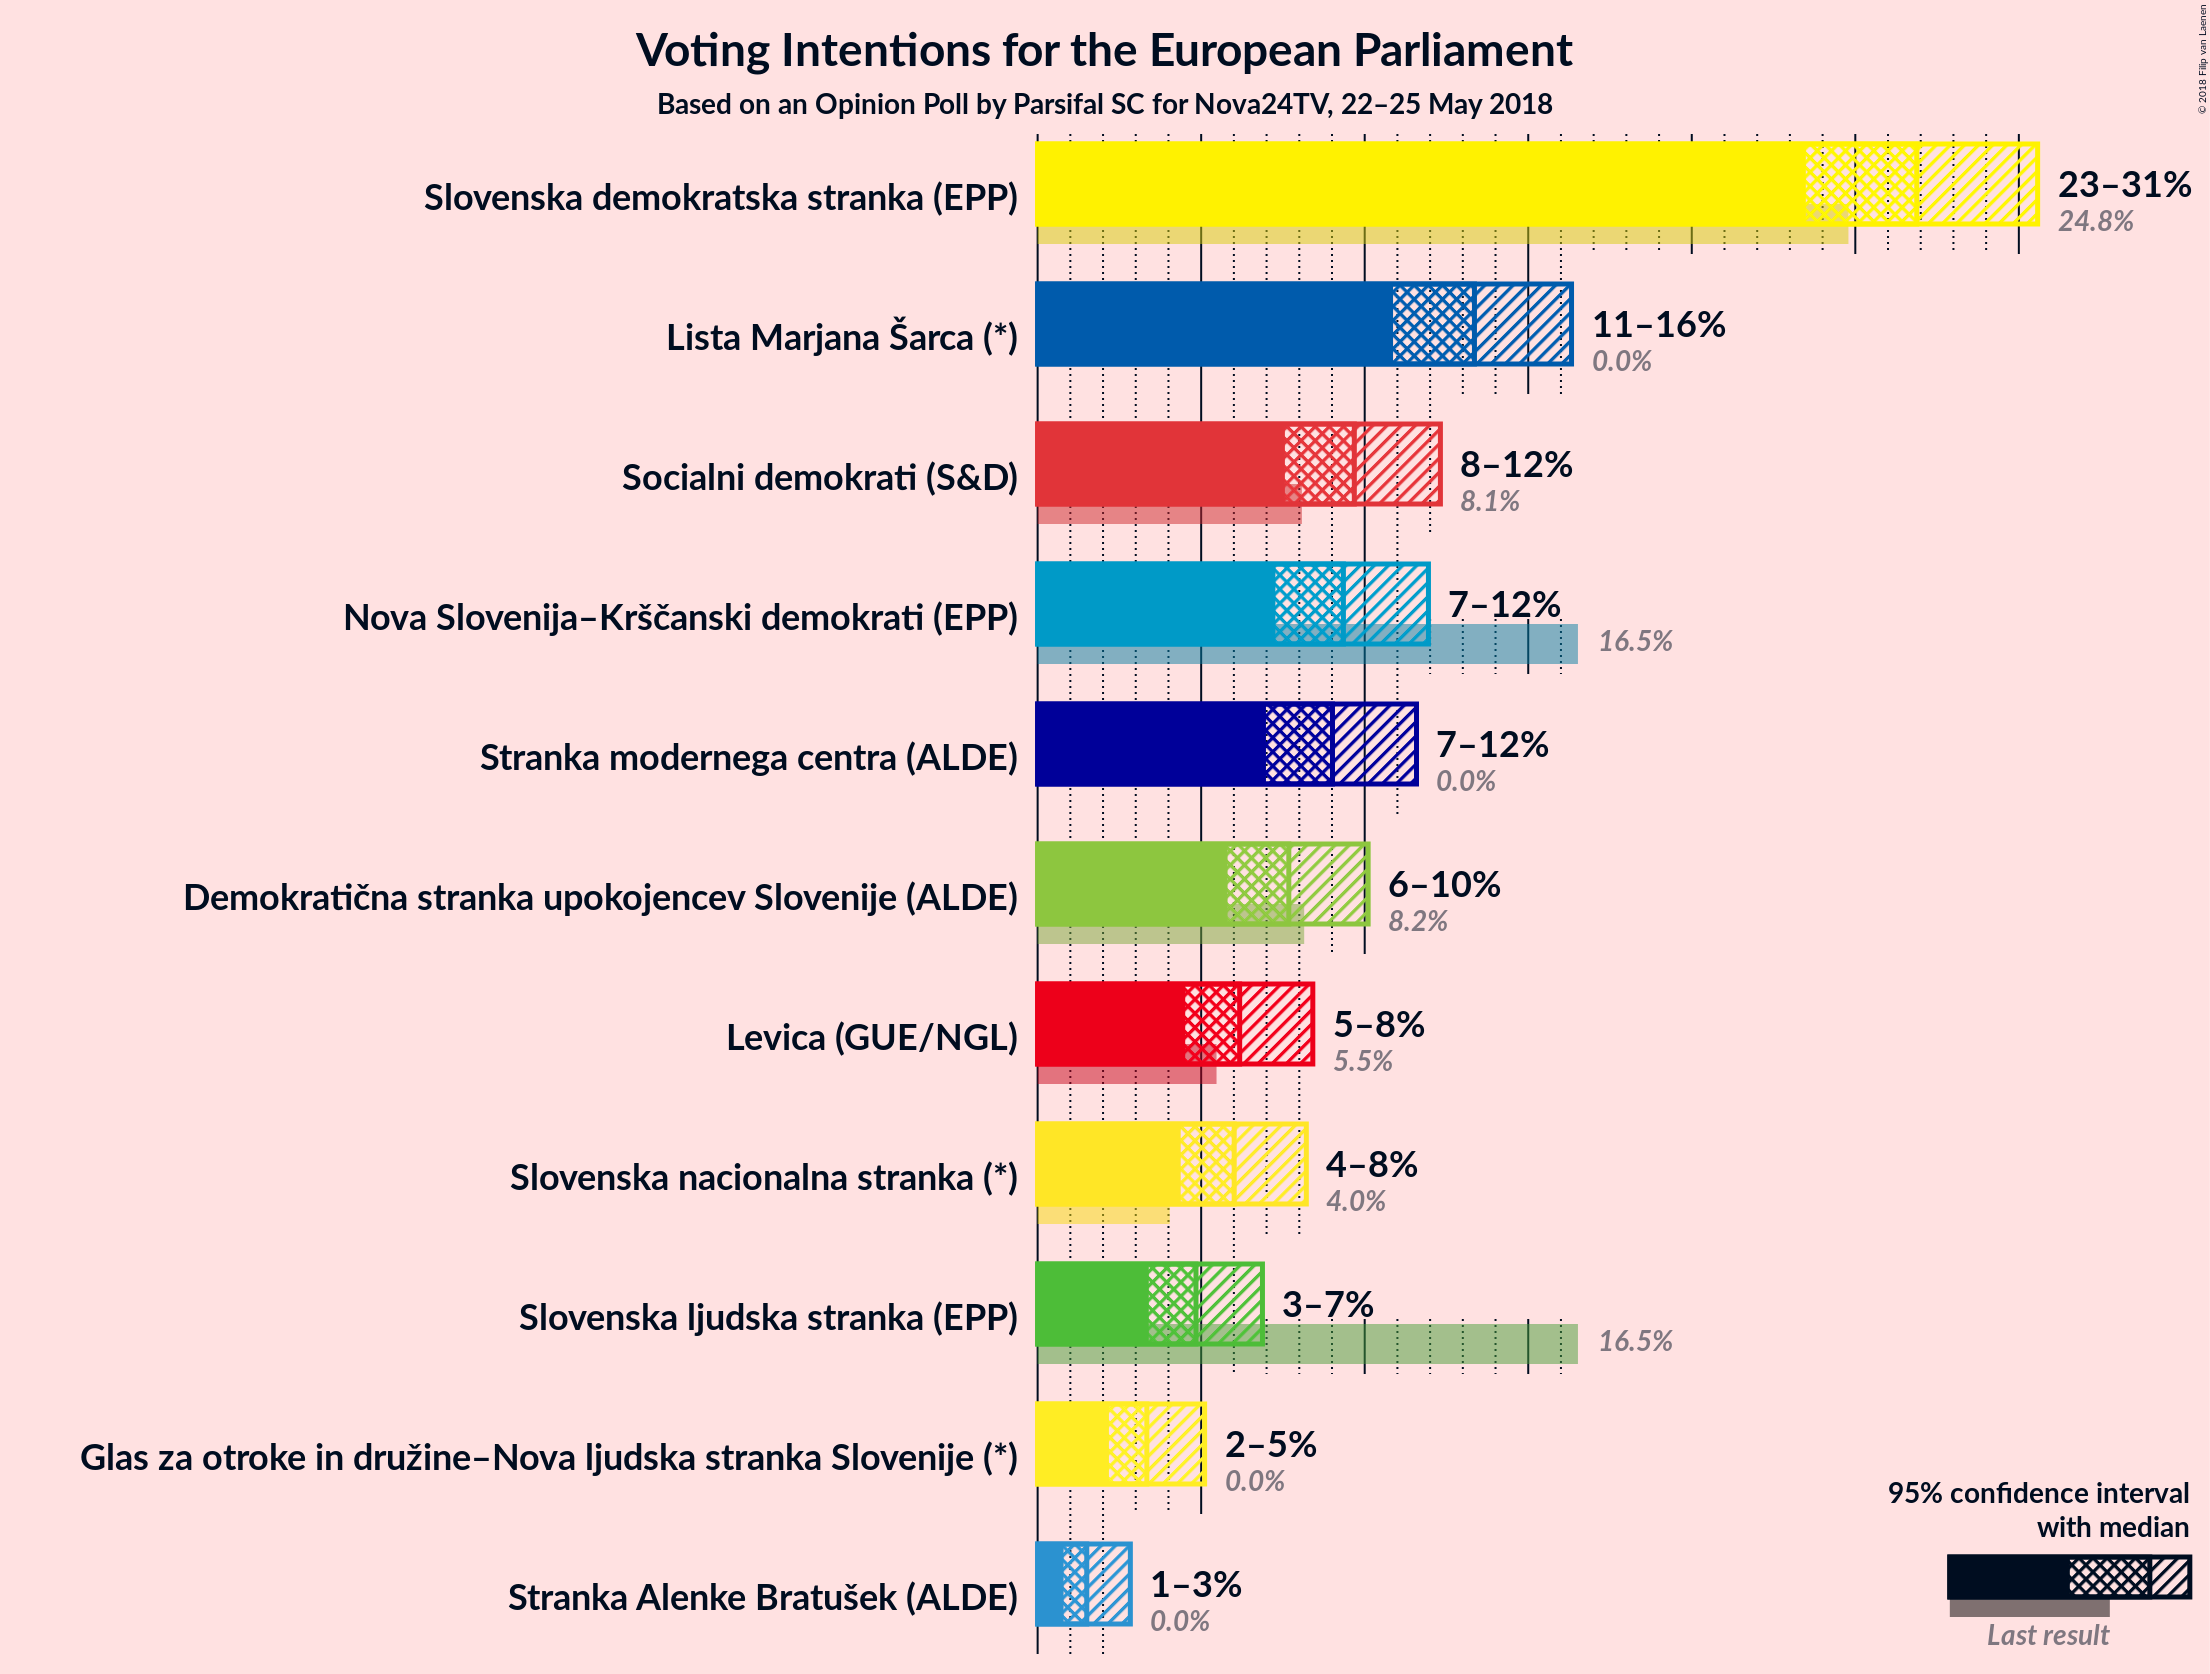 Voting Intentions for the European Parliament
Based on an Opinion Poll by Parsifal SC for Nova24TV, 22–25 May 2018
© 2018 Filip van Laenen
Slovenska demokratska stranka (EPP)
23–31%
24.8%
Lista Marjana Šarca (*)
11–16%
0.0%
Socialni demokrati (S&D)
8–12%
8.1%
Nova Slovenija–Krščanski demokrati (EPP)
7–12%
16.5%
Stranka modernega centra (ALDE)
7–12%
0.0%
Demokratična stranka upokojencev Slovenije (ALDE)
6–10%
8.2%
Levica (GUE/NGL)
5–8%
5.5%
Slovenska nacionalna stranka (*)
4–8%
4.0%
Slovenska ljudska stranka (EPP)
3–7%
16.5%
Glas za otroke in družine–Nova ljudska stranka Slovenije (*)
2–5%
0.0%
Stranka Alenke Bratušek (ALDE)
1–3%
0.0%
95% confidence interval
with median
Last result